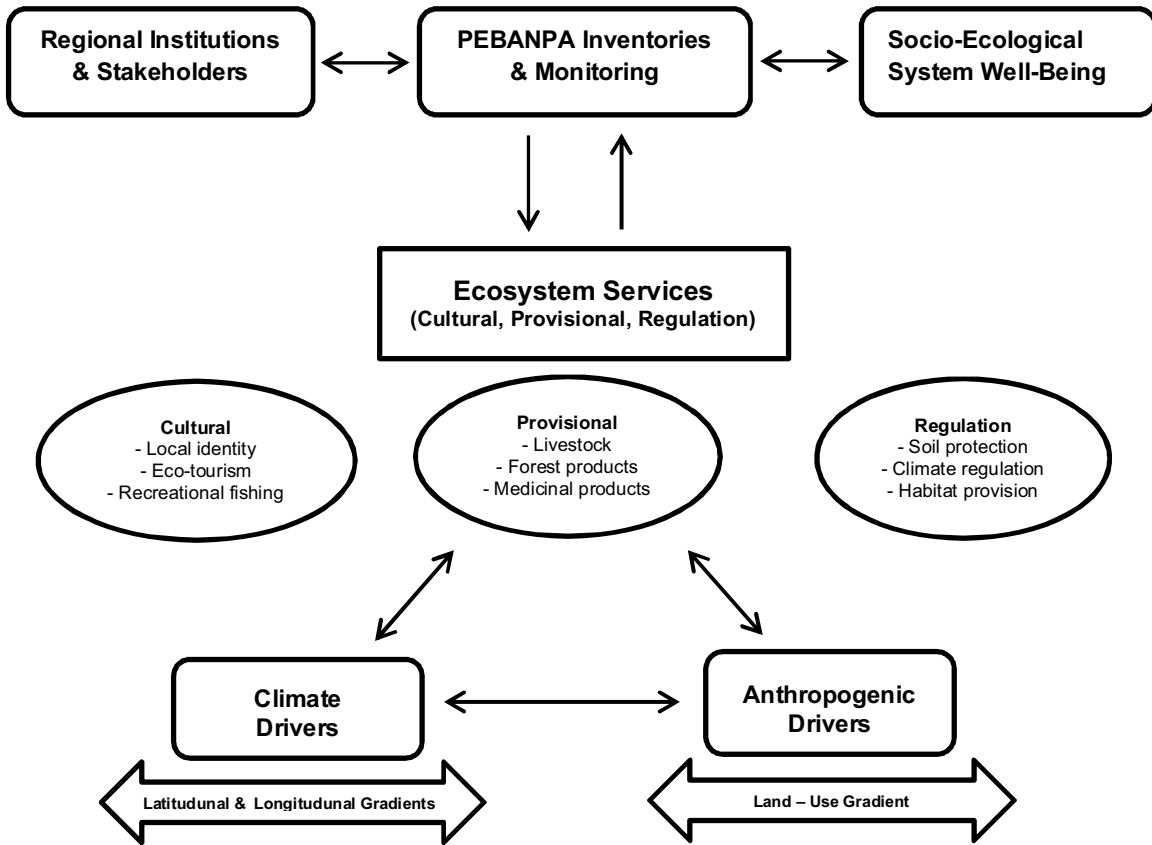 Regional Institutions
& Stakeholders
PEBANPA Inventories
& Monitoring
Socio-Ecological
System Well-Being
Ecosystem Services
(Cultural, Provisional, Regulation)
Cultural
- Local identity
- Eco-tourism
- Recreational fishing
Provisional
- Livestock
- Forest products
- Medicinal products
Regulation
- Soil protection
- Climate regulation
- Habitat provision
Climate
Drivers
Anthropogenic
Drivers
Latitudunal & Longitudunal Gradients
Land – Use Gradient